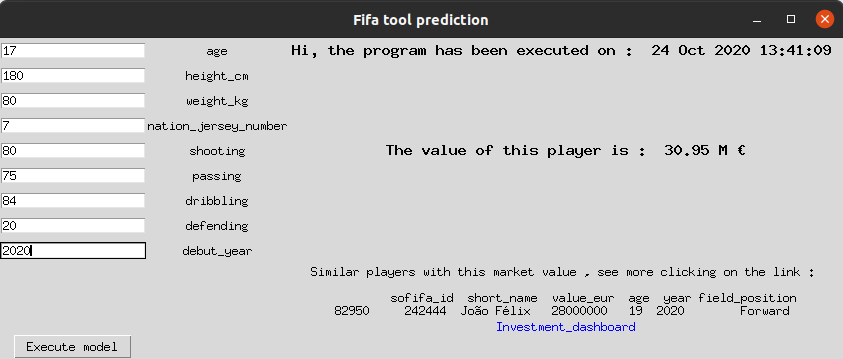 Fifa tool prediction
17 age Hi, the program has been executed on : 24 Oct 2020 13:41:09
180 height_cm
80 weight_kg
7 nation_jersey_number
80 shooting The value of this player is : 30.95 M €
75 passing
84 dribbling
20 defending
2020 debut_year
Similar players with this market value , see more clicking on the link :
sofifa_id short_name value_eur age year field_position
82950 242444 João Félix 28000000 19 2020 Forward
Investment_dashboard
Execute model